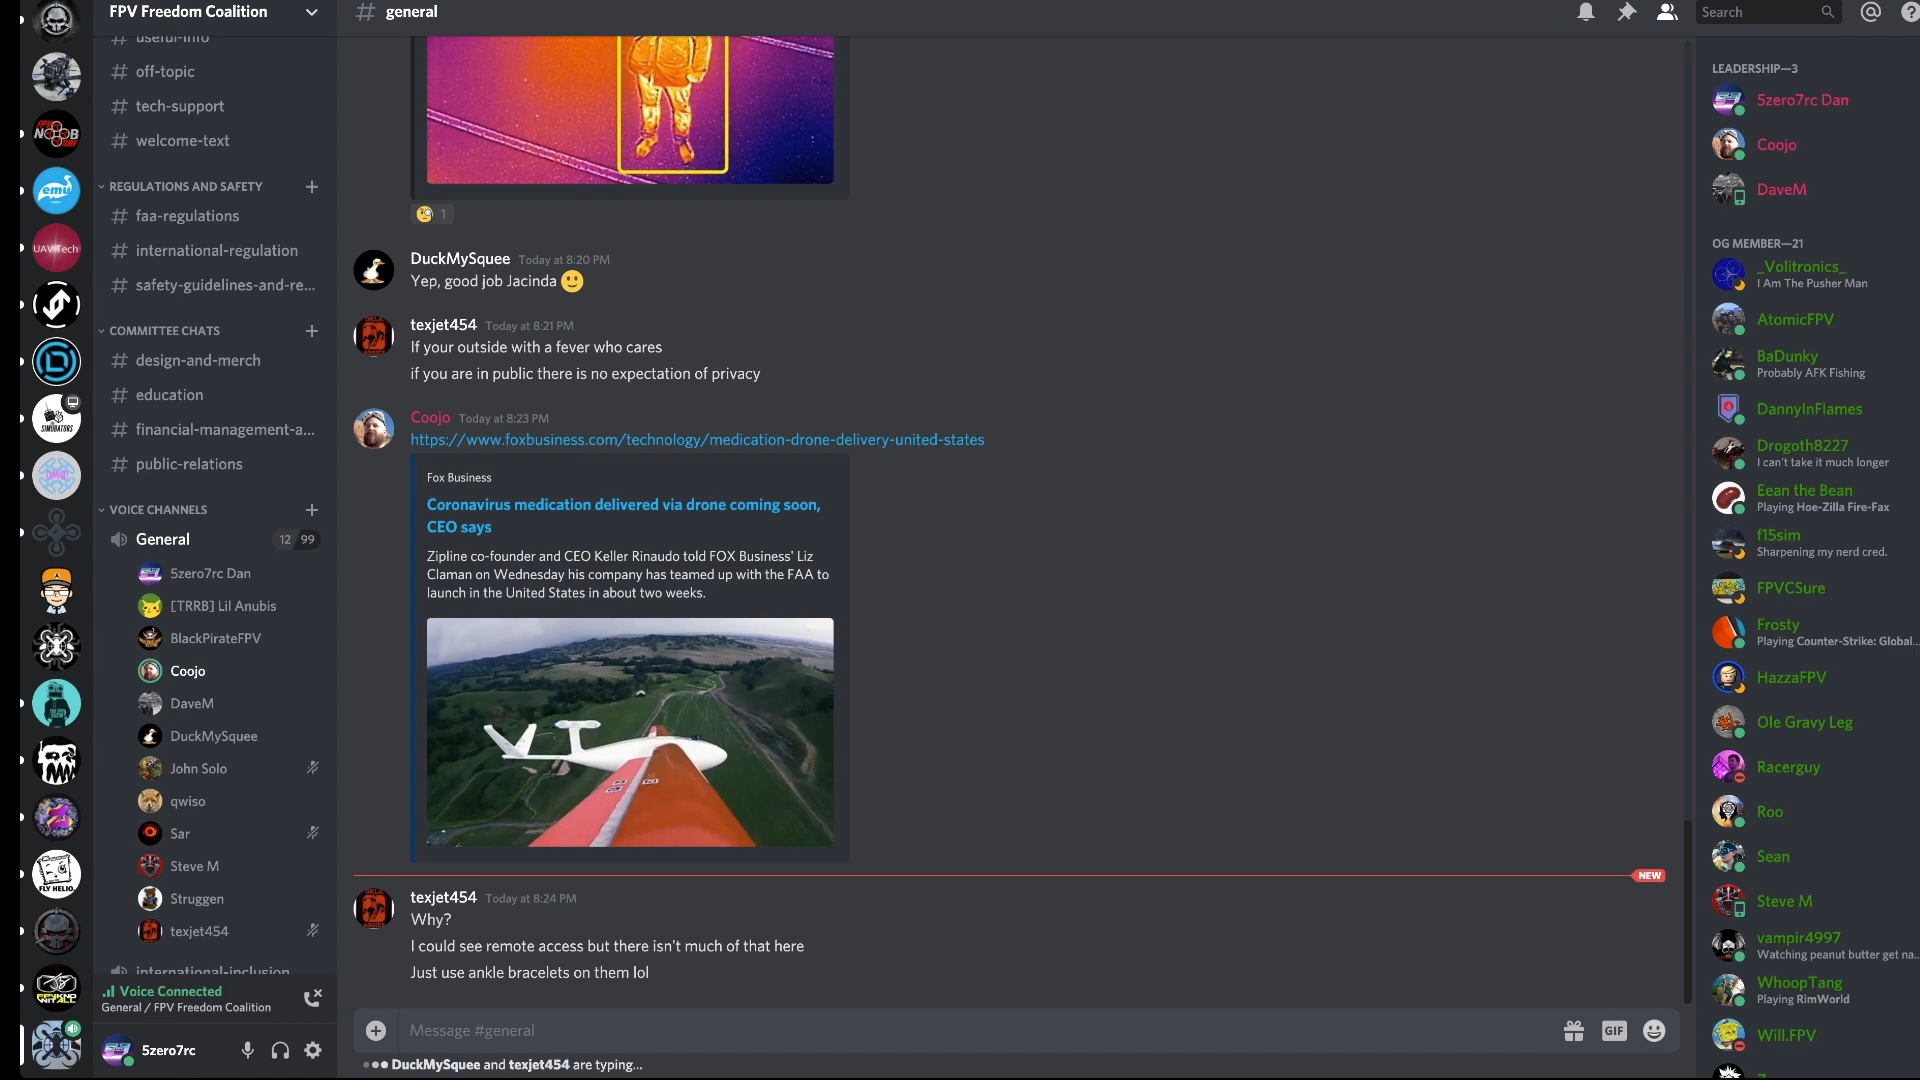 FPV Freedom Coalition
useful-info
off-topic
tech-support
welcome-text
REGULATIONS AND SAFETY
faa-regulations
international-regulation
safety-guidelines-and-re...
COMMITTEE CHATS
design-and-merch
education
financial-management-a...
public-relations
VOICE CHANNELS
General 12 99
5zero7rc Dan
[TRRB] Lil Anubis
BlackPirateFPV
Coojo
DaveM
DuckMySquee
John Solo
qwiso
Sar
Steve M
Struggen
texjet454
international-inclusion
Voice Connected
General / FPV Freedom Coalition
5zero7rc
# general
Search
1
DuckMySquee Today at 8:20 PM
Yep, good job Jacinda
texjet454 Today at 8:21 PM
If your outside with a fever who cares
if you are in public there is no expectation of privacy
Coojo Today at 8:23 PM
https://www.foxbusiness.com/technology/medication-drone-delivery-united-states
Fox Business
Coronavirus medication delivered via drone coming soon,
CEO says
Zipline co-founder and CEO Keller Rinaudo told FOX Business' Liz
Claman on Wednesday his company has teamed up with the FAA to
launch in the United States in about two weeks.
NEW
texjet454 Today at 8:24 PM
Why?
I could see remote access but there isn't much of that here
Just use ankle bracelets on them lol
Message #general
GIF
DuckMySquee and texjet454 are typing...
LEADERSHIP—3
5zero7rc Dan
Coojo
DaveM
OG MEMBER—21
_Volitronics_
I Am The Pusher Man
AtomicFPV
BaDunky
Probably AFK Fishing
DannyInFlames
Drogoth8227
I can't take it much longer
Eean the Bean
Playing Hoe-Zilla Fire-Fax
f15sim
Sharpening my nerd cred.
FPVCSure
Frosty
Playing Counter-Strike: Global...
HazzaFPV
Ole Gravy Leg
Racerguy
Roo
Sean
Steve M
vampir4997
Watching peanut butter get na...
WhoopTang
Playing RimWorld
Will.FPV
NOOB
emu
UAVTech
SIMULATORS
FLY HELIO